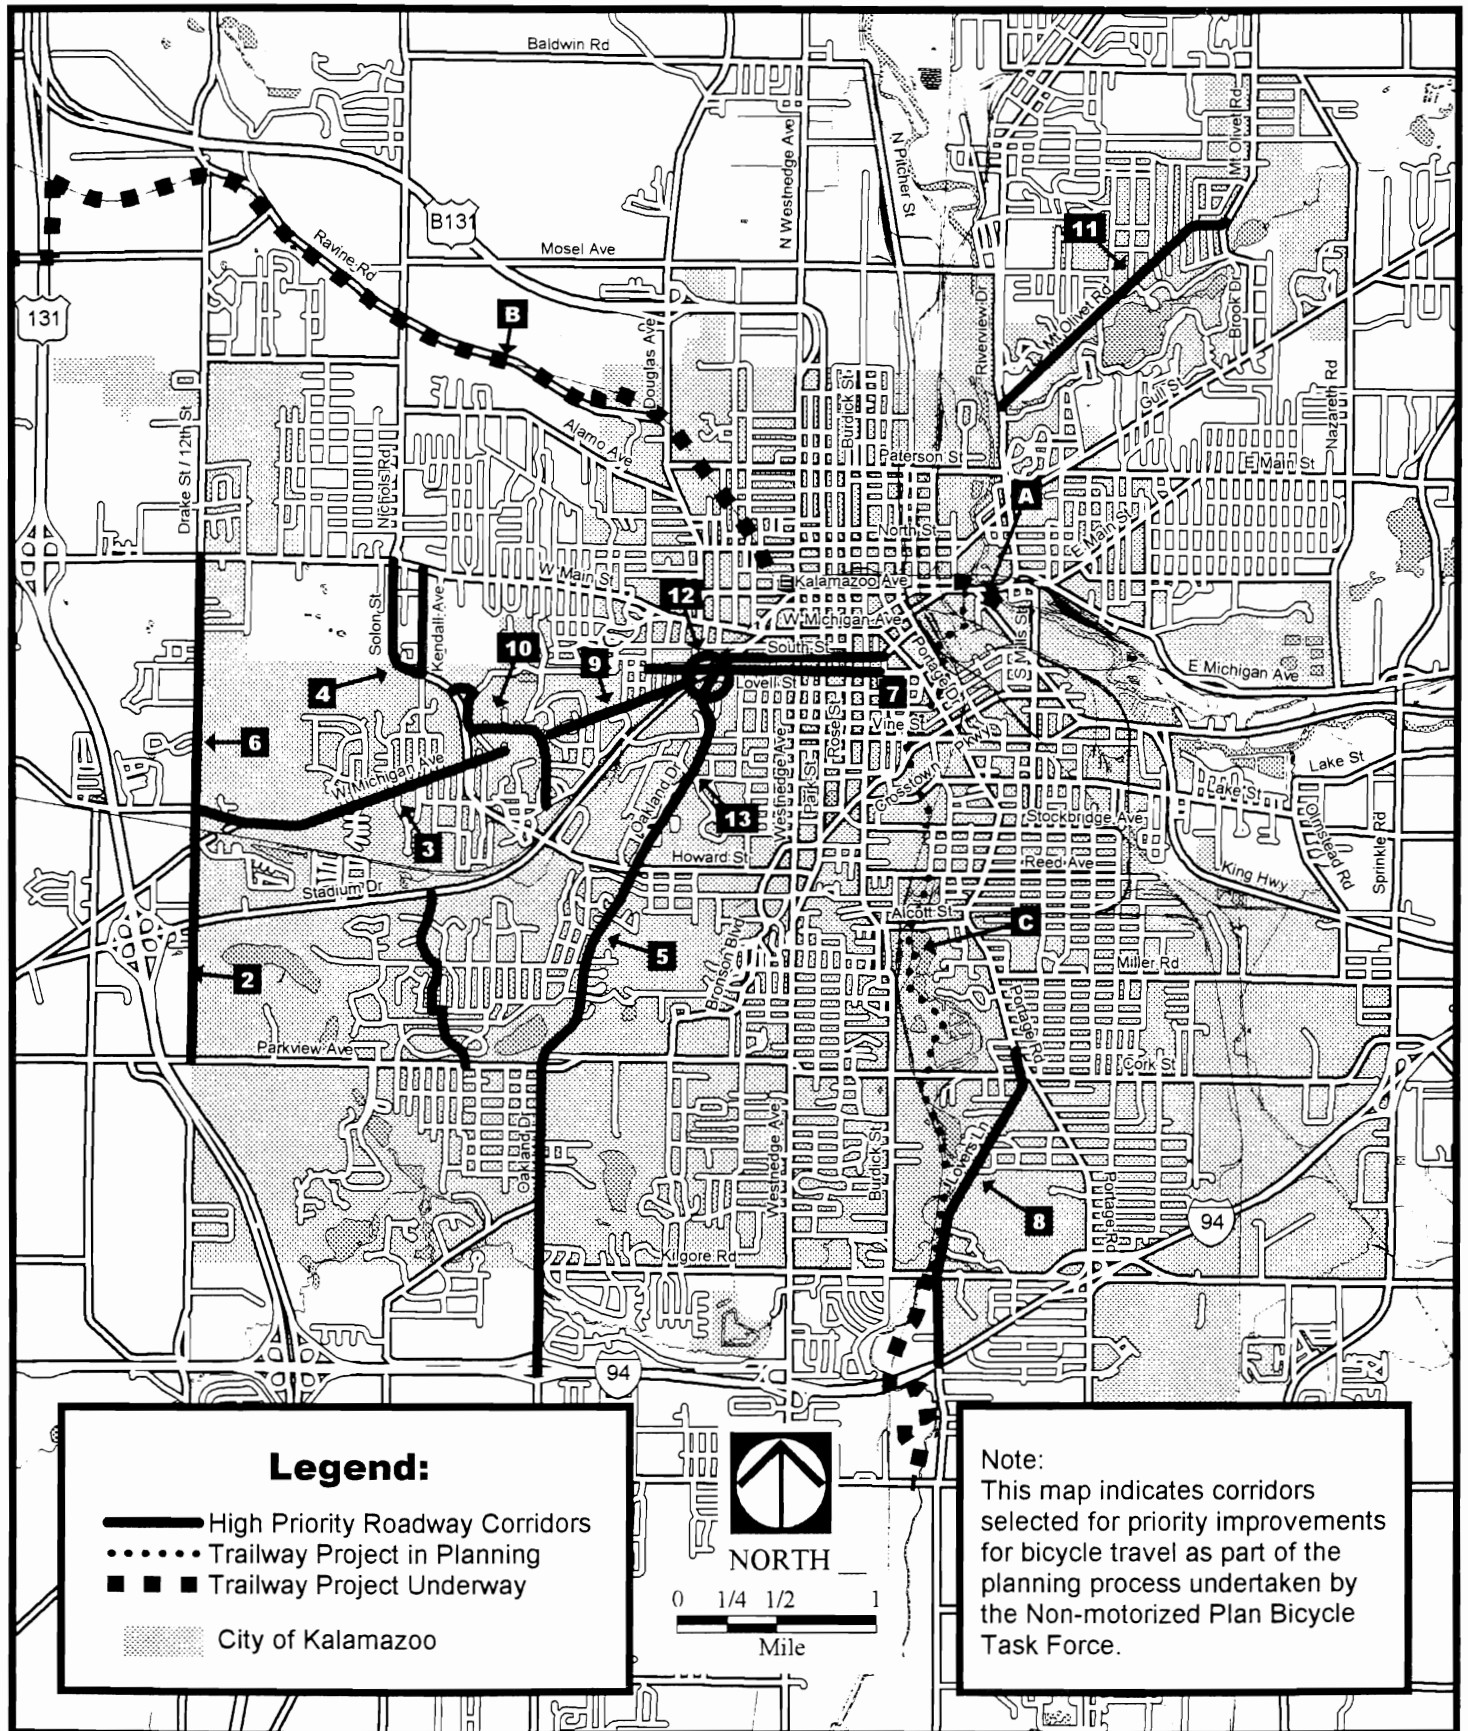 Baldwin Rd
Mt Olivet Rd
N Westnedge Ave
N Pitcher St
B131
11
Mosel Ave
Ravine Rd
131
B
Riverview Dr
Mt Olivet Rd
Brook Dr
Douglas Ave
Burdick St
Gull St
Nazareth Rd
Drake St / 12th St
Nichols Rd
Alamo Ave
Paterson St
E Main St
A
North St
E Main St
W Main St
E Kalamazoo Ave
12
W Michigan Ave
Solon St
Kendall Ave
10
9
South St
Portage Dr
S Mills St
E Michigan Ave
4
Lovell St
7
6
Rose St
Vine St
Pkwy
W Michigan Ave
Oakland Dr
Westnedge Ave
Park St
Crosstown
Lake St
Lake St
3
13
Stockbridge Ave
Olmstead Rd
Sprinkle Rd
Howard St
Reed Ave
King Hwy
Stadium Dr
Alcott St
C
5
Bronson Blvd
Miller Rd
2
Portage Rd
Parkview Ave
Cork St
Oakland Dr
Westnedge Ave
Burdick St
Lovers Ln
8
Portage Rd
94
Kilgore Rd
94
Legend:
High Priority Roadway Corridors
Trailway Project in Planning
Trailway Project Underway
City of Kalamazoo
NORTH
0 1/4 1/2 1
Mile
Note:
This map indicates corridors
selected for priority improvements
for bicycle travel as part of the
planning process undertaken by
the Non-motorized Plan Bicycle
Task Force.